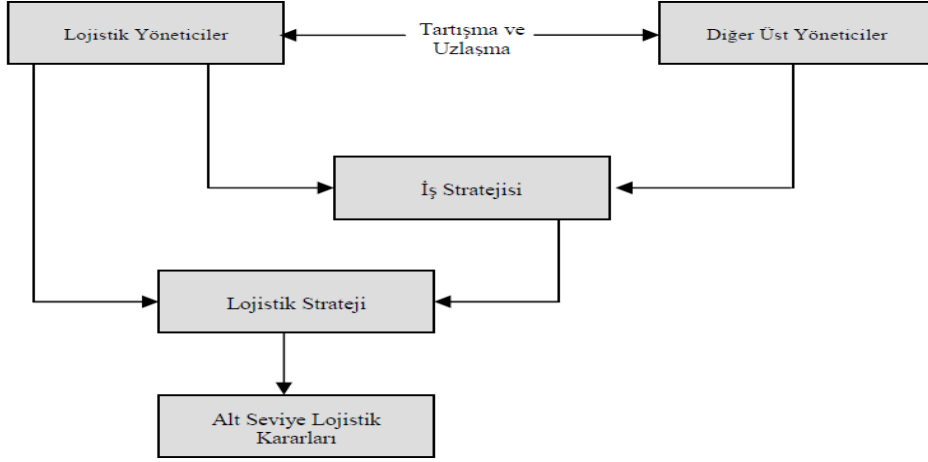 Lojistik Yöneticiler
Tartışma ve
Uzlaşma
Diğer Üst Yöneticiler
İş Stratejisi
Lojistik Strateji
Alt Seviye Lojistik
Kararları